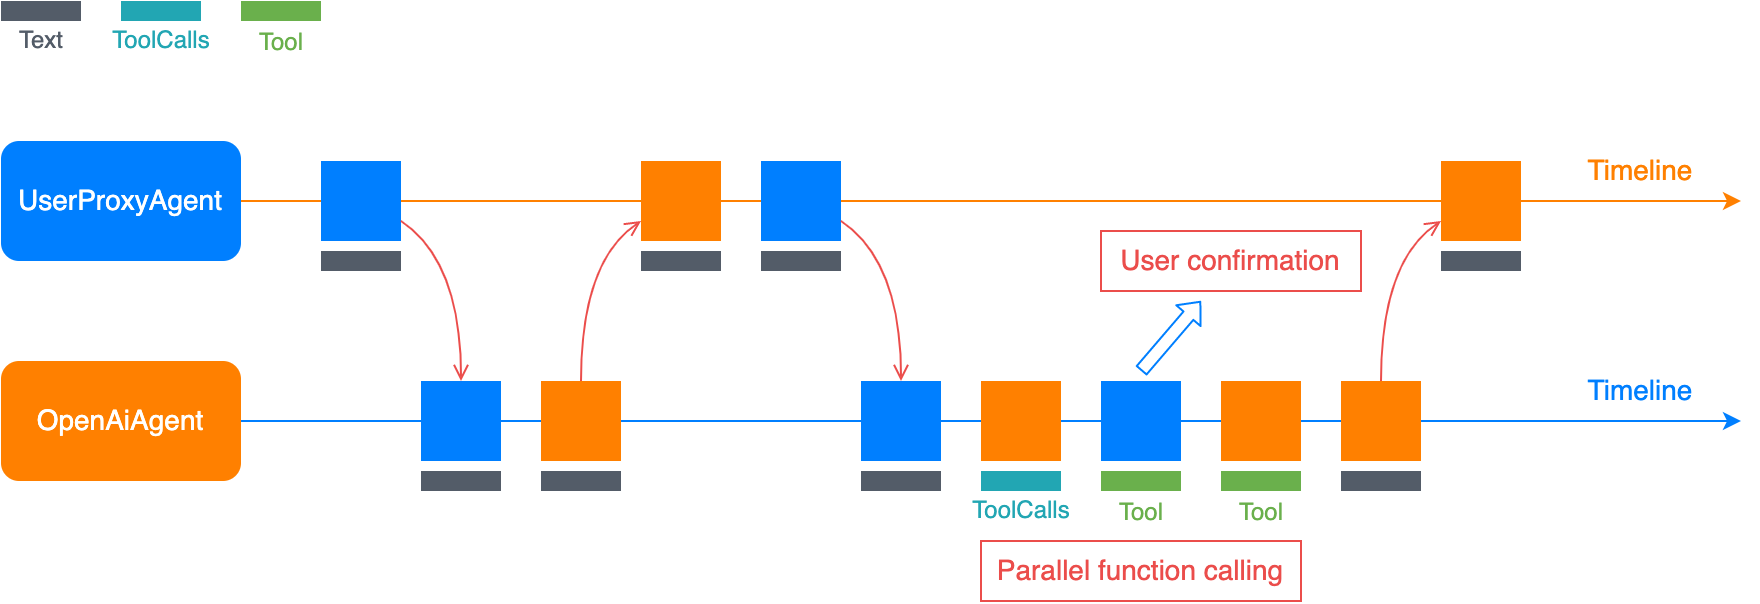 Text
ToolCalls
Tool
UserProxyAgent
Timeline
User confirmation
OpenAiAgent
Timeline
ToolCalls
Tool
Tool
Parallel function calling